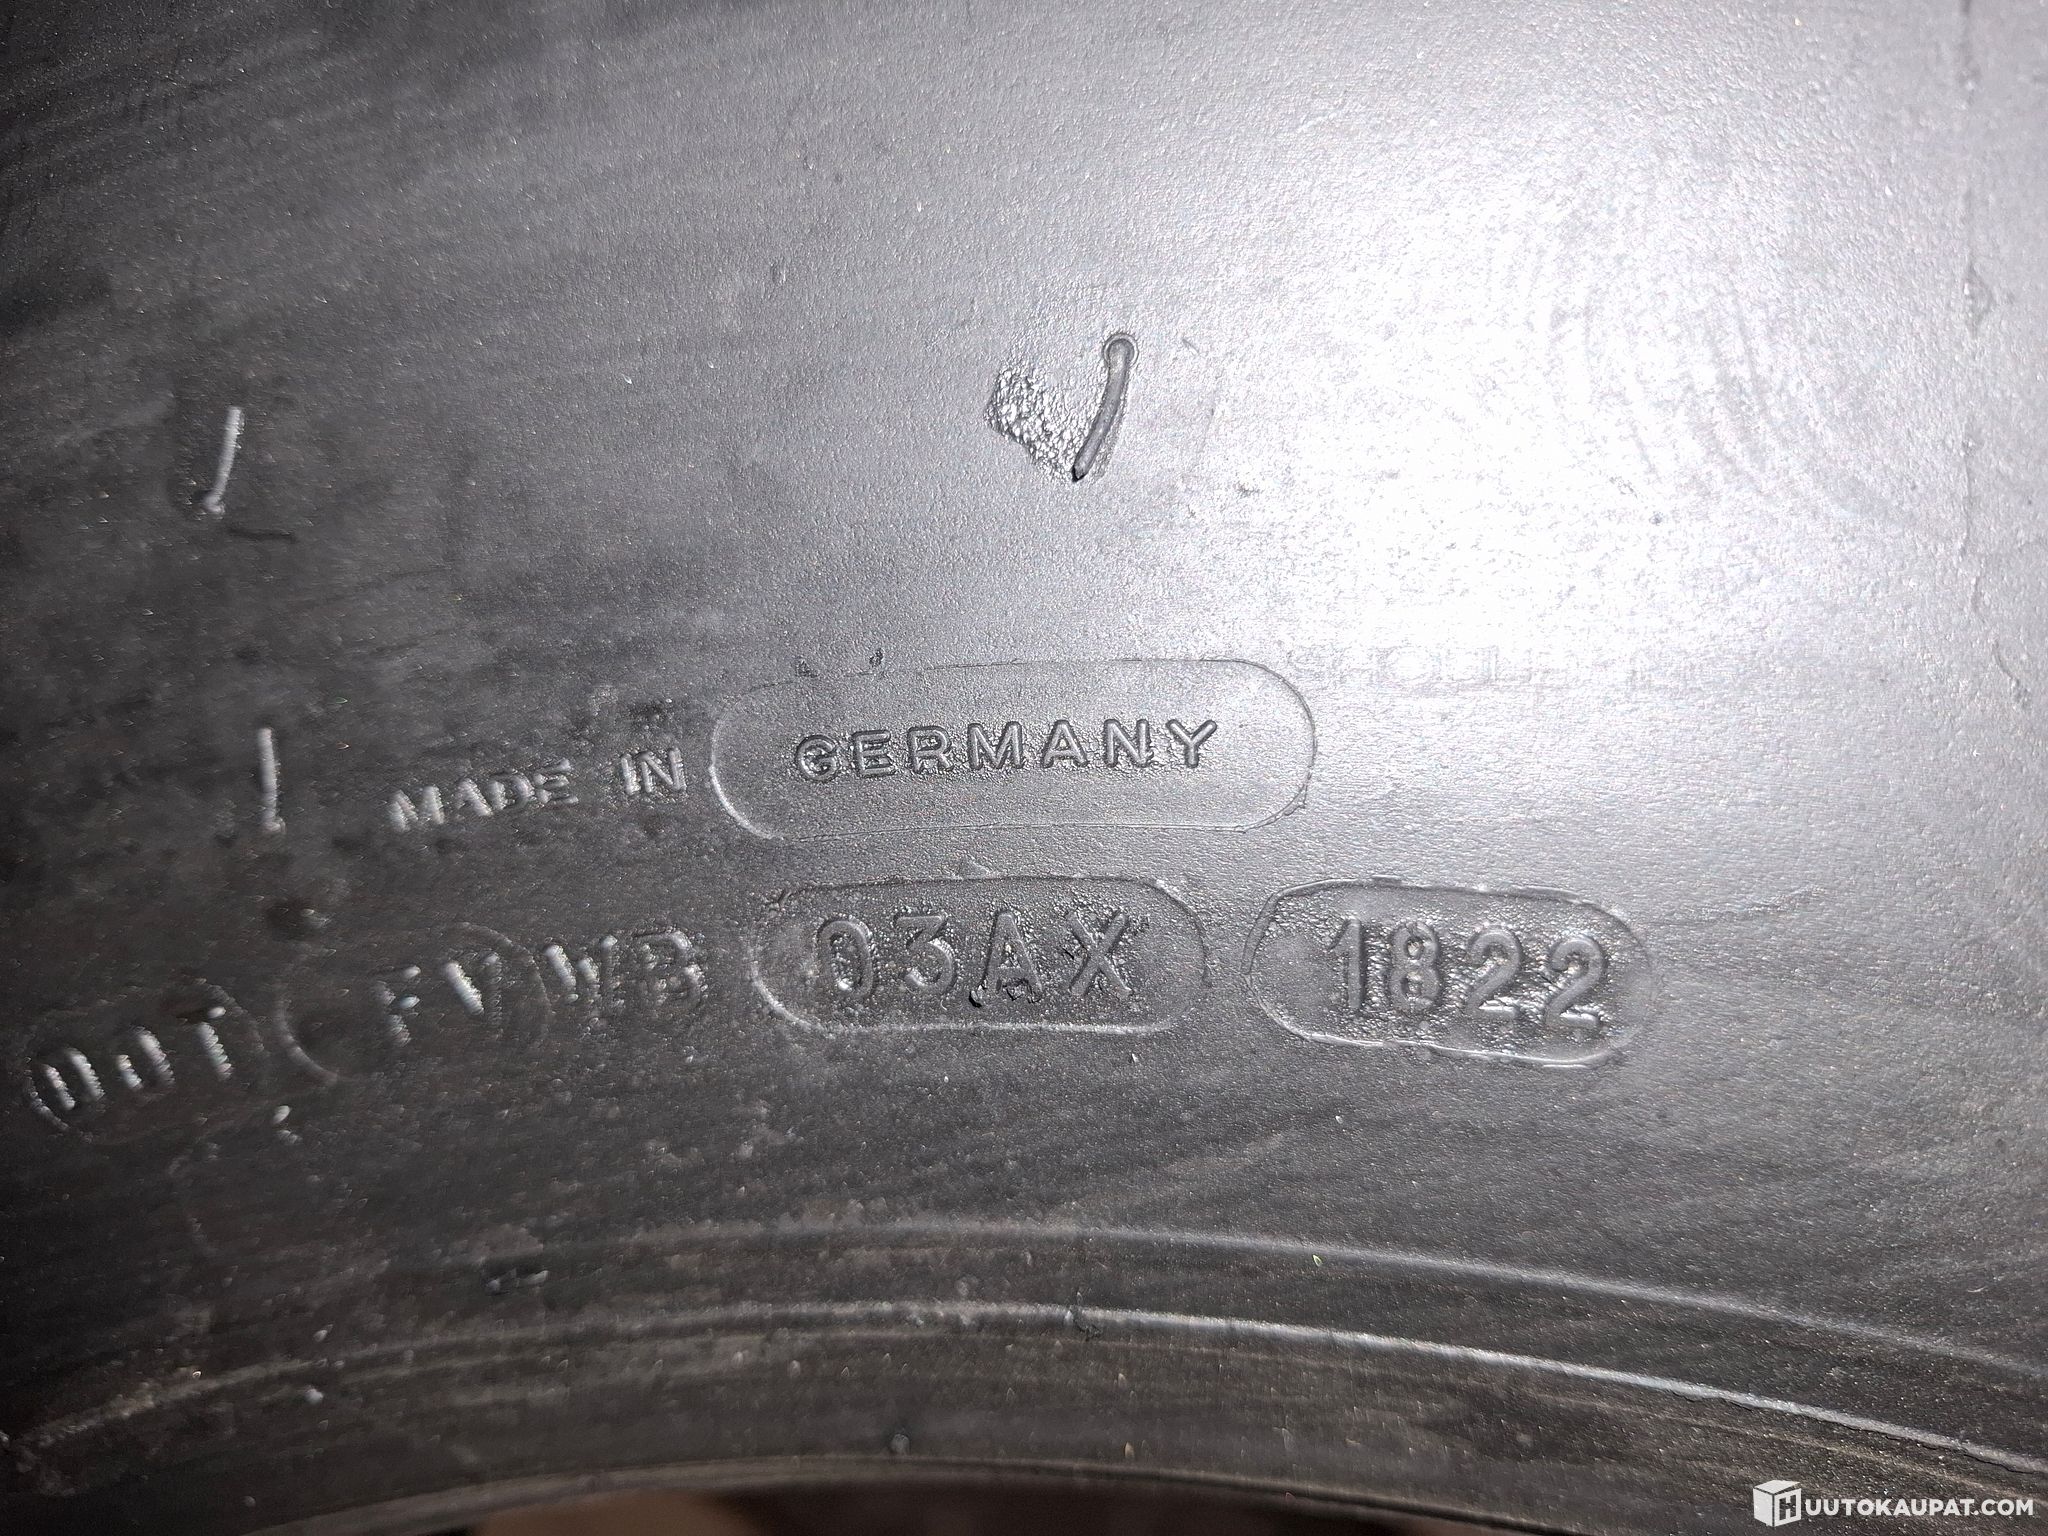 MADE IN GERMANY
DOT FV WB 03AX 1822
HUUTOKAUPAT.COM